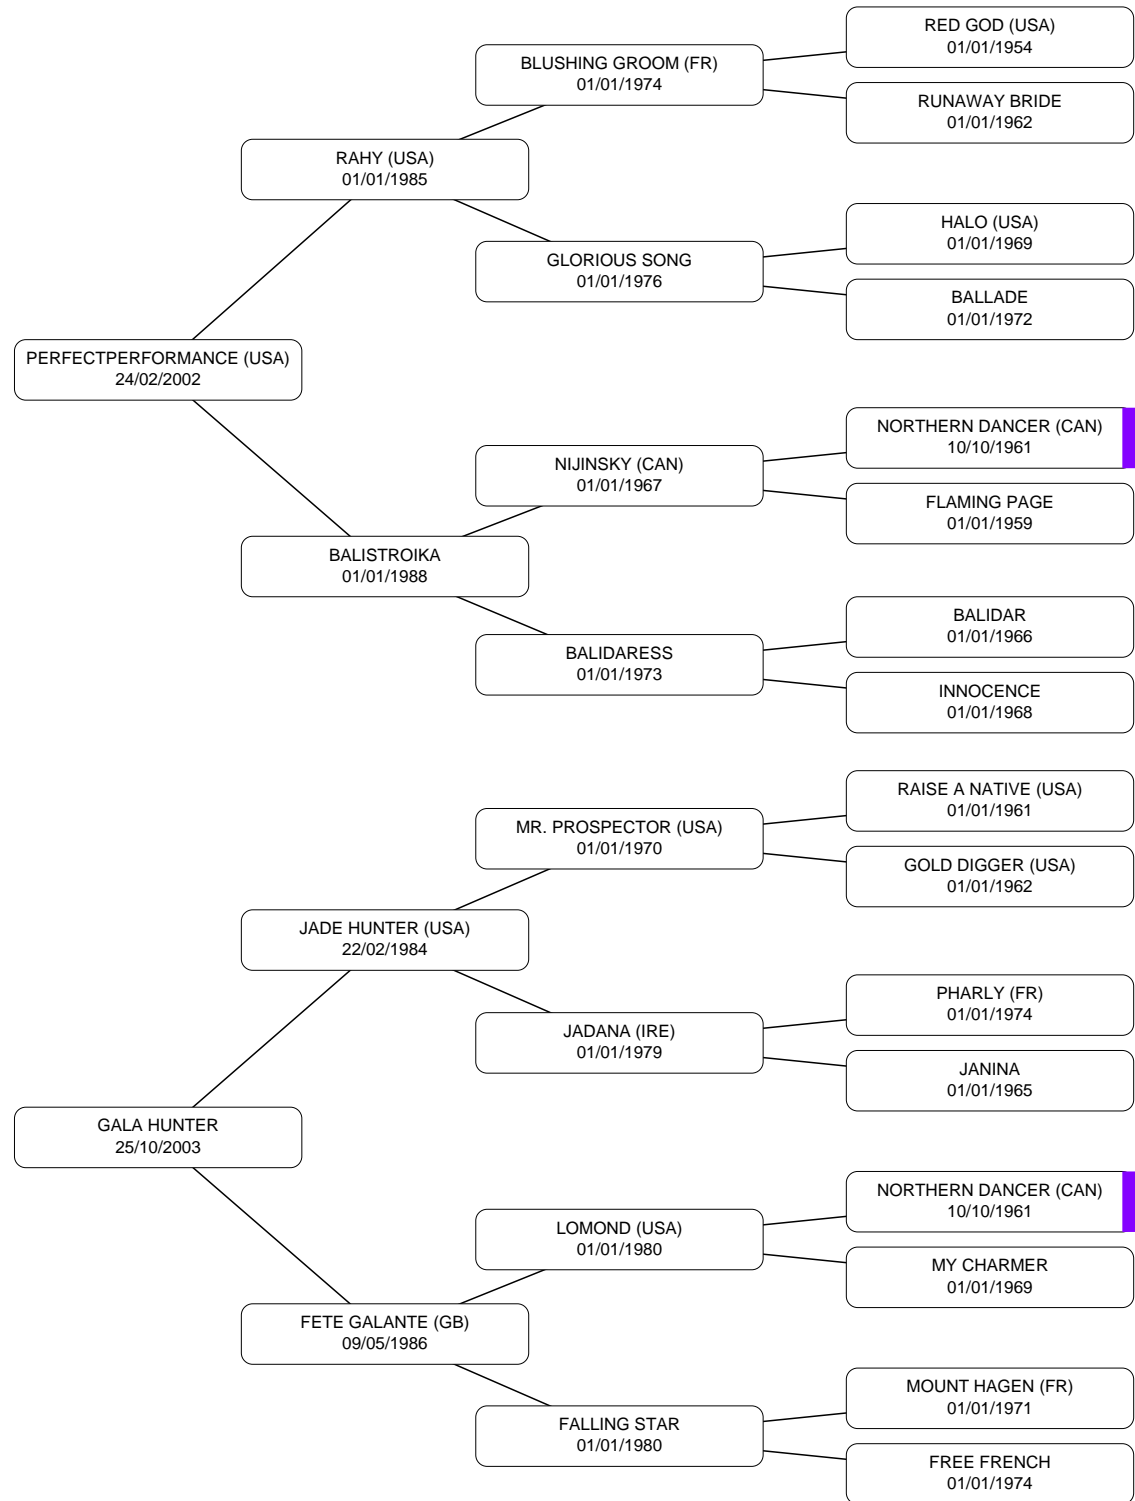 RED GOD (USA)
01/01/1954
BLUSHING GROOM (FR)
01/01/1974
RUNAWAY BRIDE
01/01/1962
RAHY (USA)
01/01/1985
HALO (USA)
01/01/1969
GLORIOUS SONG
01/01/1976
BALLADE
01/01/1972
PERFECTPERFORMANCE (USA)
24/02/2002
NORTHERN DANCER (CAN)
10/10/1961
NIJINSKY (CAN)
01/01/1967
FLAMING PAGE
01/01/1959
BALISTROIKA
01/01/1988
BALIDAR
01/01/1966
BALIDARESS
01/01/1973
INNOCENCE
01/01/1968
RAISE A NATIVE (USA)
01/01/1961
MR. PROSPECTOR (USA)
01/01/1970
GOLD DIGGER (USA)
01/01/1962
JADE HUNTER (USA)
22/02/1984
PHARLY (FR)
01/01/1974
JADANA (IRE)
01/01/1979
JANINA
01/01/1965
GALA HUNTER
25/10/2003
NORTHERN DANCER (CAN)
10/10/1961
LOMOND (USA)
01/01/1980
MY CHARMER
01/01/1969
FETE GALANTE (GB)
09/05/1986
MOUNT HAGEN (FR)
01/01/1971
FALLING STAR
01/01/1980
FREE FRENCH
01/01/1974